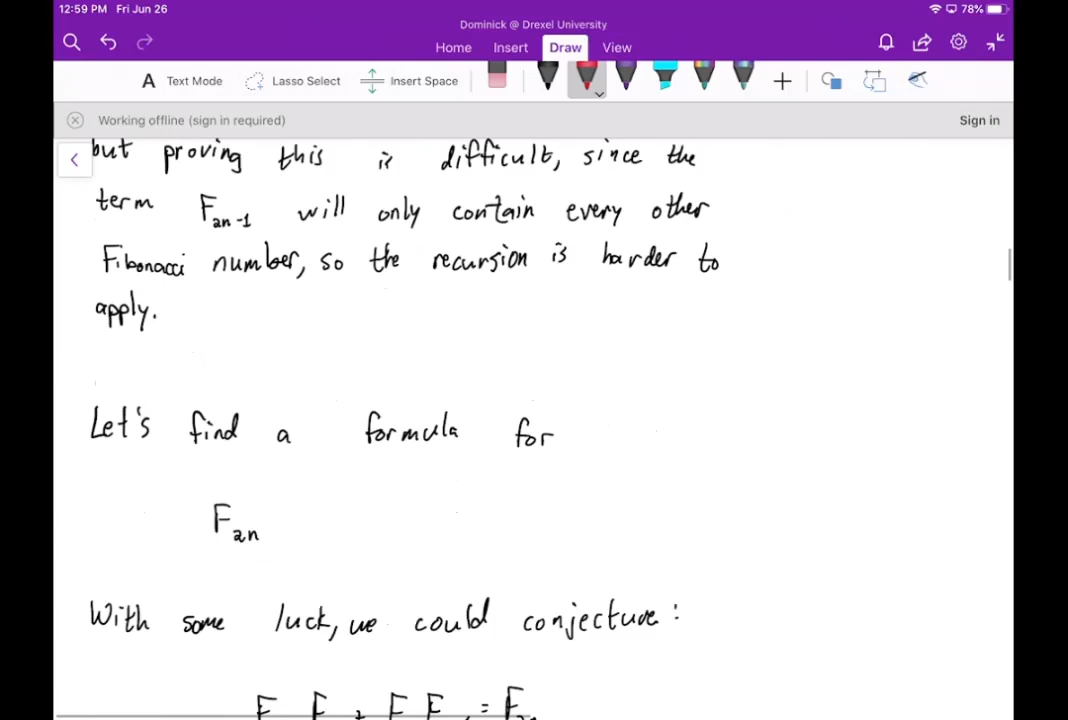 12:59 PM Fri Jun 26 78%
Dominick @ Drexel University
Home Insert Draw View
Text Mode Lasso Select Insert Space
Working offline (sign in required) Sign in
but proving this is difficult, since the
term F2n-1 will only contain every other
Fibonacci number, so the recursion is harder to
apply.
Let's find a formula for
F2n
With some luck, we could conjecture: